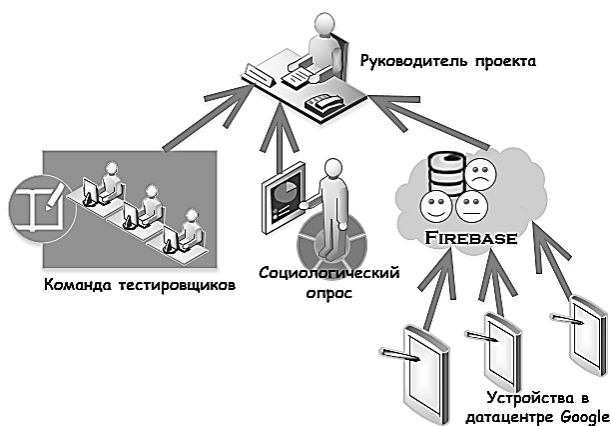 Руководитель проекта
FIREBASE
Команда тестировщиков
Социологический
опрос
Устройства в
датацентре Google